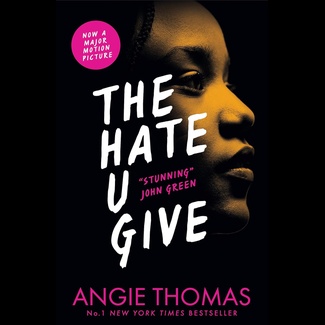 NOW A
MAJOR
MOTION
PICTURE
THE
HATE
U
GIVE
"STUNNING"
JOHN GREEN
ANGIE THOMAS
No.1 NEW YORK TIMES BESTSELLER